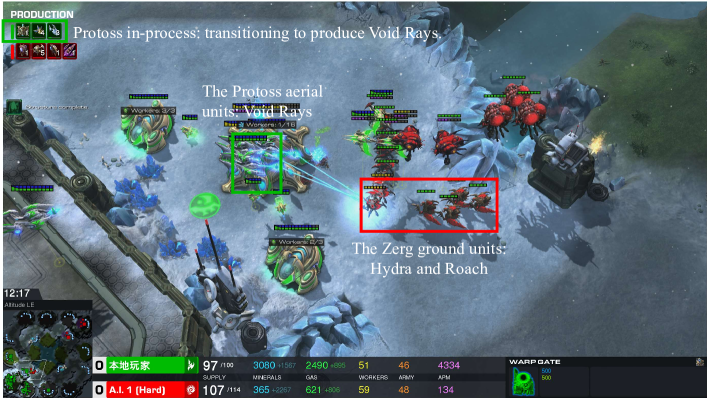 PRODUCTION
Protoss in-process: transitioning to produce Void Rays.
The Protoss aerial
units: Void Rays
Workers: 3/3
Workers: 1/16
The Zerg ground units:
Hydra and Roach
Workers: 2/3
12:17
Altitude LE
0 本地玩家 97/100 3080 +1567 2490 +895 51 46 4334
SUPPLY MINERALS GAS WORKERS ARMY APM
0 A.I. 1 (Hard) 107/114 365 +2267 621 +806 59 48 134
WARPGATE
500
500